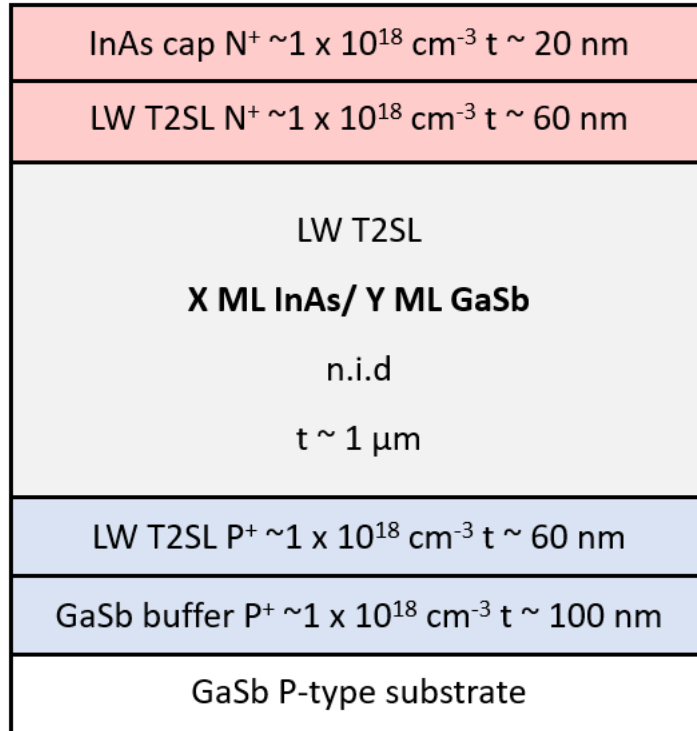 InAs cap N⁺ ~1 x 10¹⁸ cm⁻³ t ~ 20 nm
LW T2SL N⁺ ~1 x 10¹⁸ cm⁻³ t ~ 60 nm
LW T2SL
X ML InAs/ Y ML GaSb
n.i.d
t ~ 1 µm
LW T2SL P⁺ ~1 x 10¹⁸ cm⁻³ t ~ 60 nm
GaSb buffer P⁺ ~1 x 10¹⁸ cm⁻³ t ~ 100 nm
GaSb P-type substrate